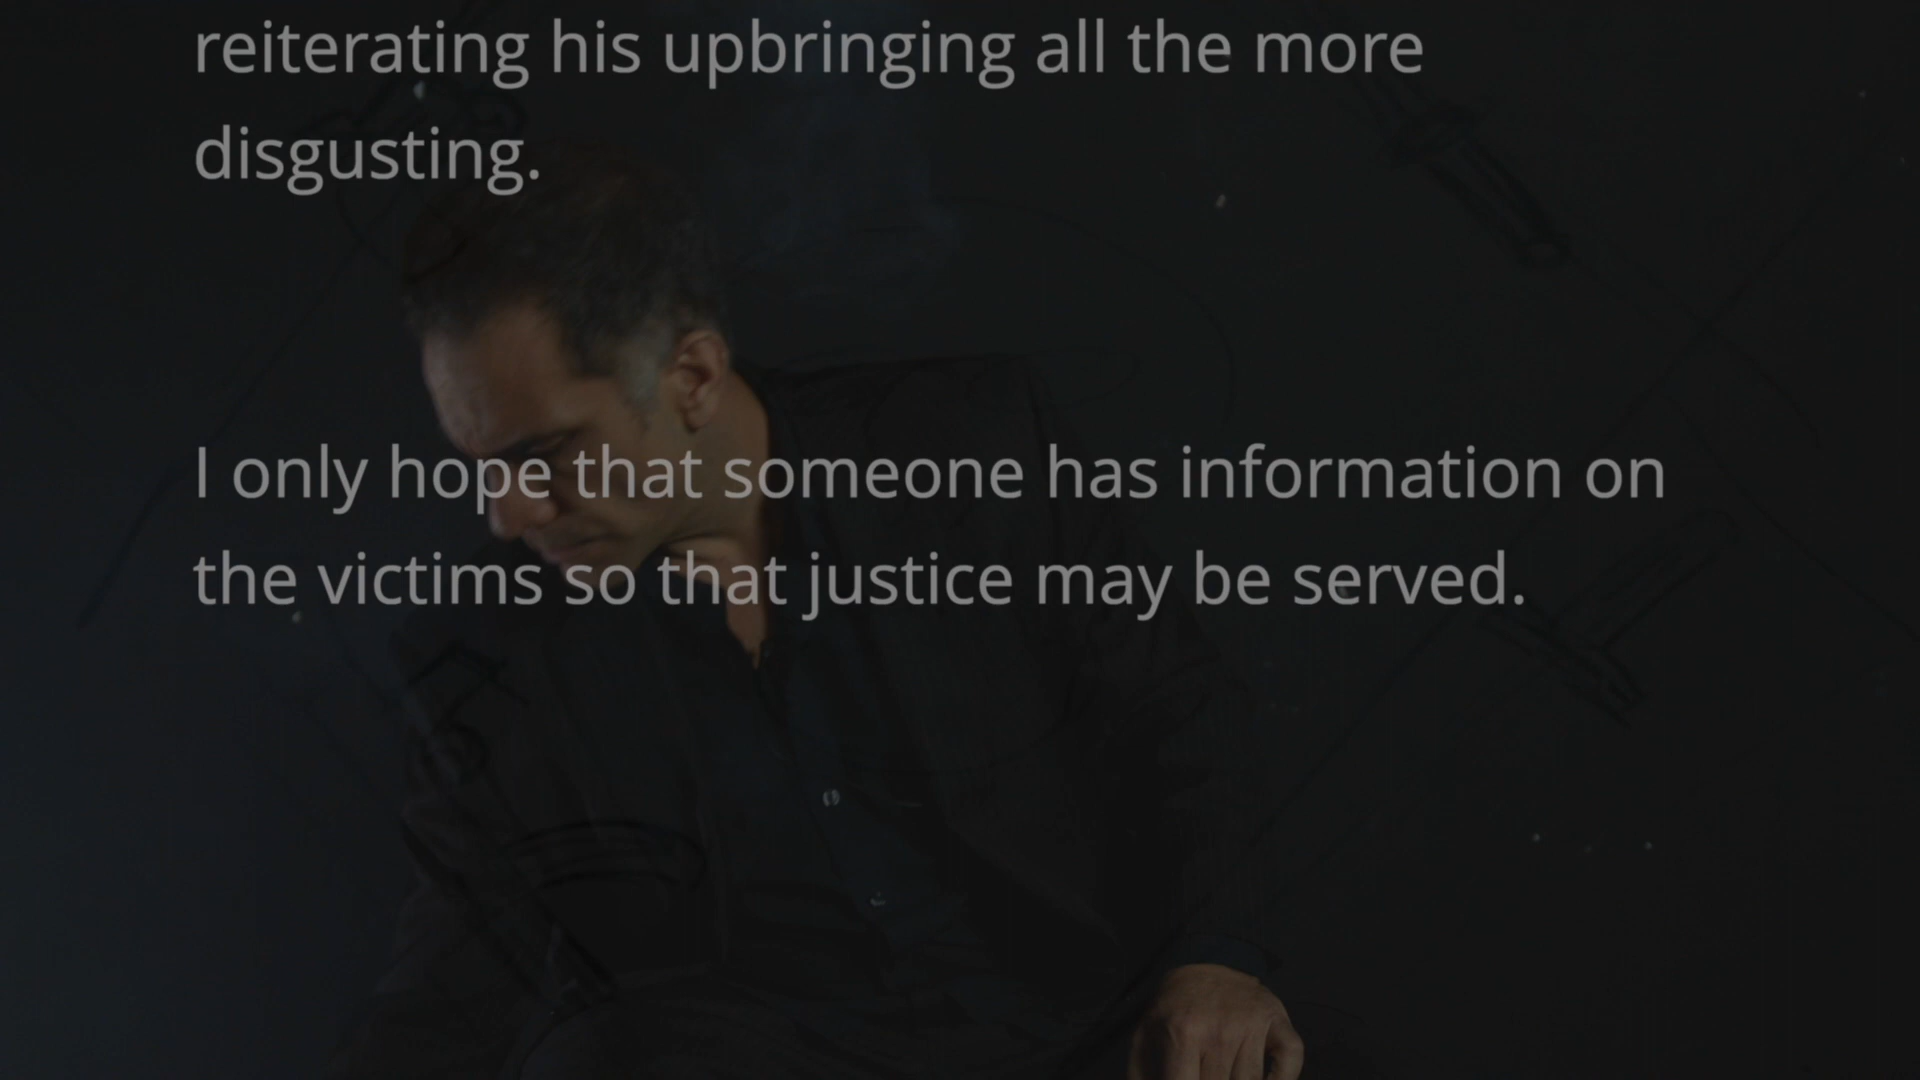 reiterating his upbringing all the more
disgusting.
I only hope that someone has information on
the victims so that justice may be served.